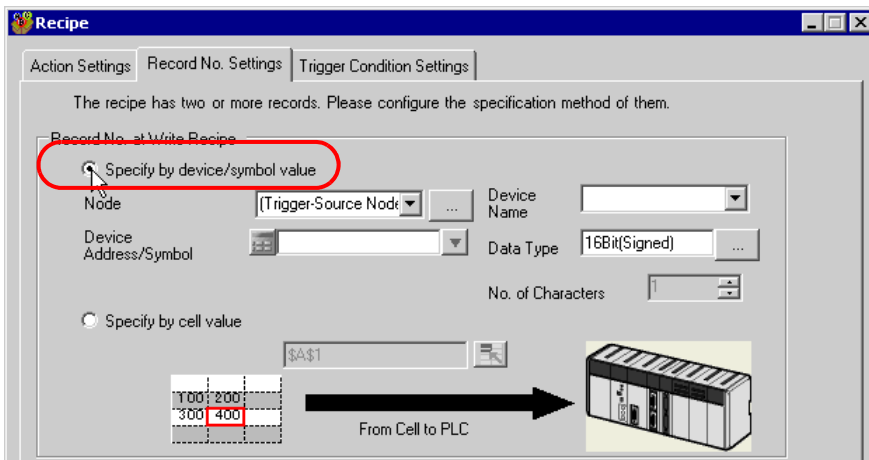 Recipe
Action Settings Record No. Settings Trigger Condition Settings
The recipe has two or more records. Please configure the specification method of them.
Record No. at Write Recipe
Specify by device/symbol value
Node (Trigger-Source Node ... Device Name
Device Address/Symbol Data Type 16Bit(Signed) ...
No. of Characters 1
Specify by cell value
$A$1
100 200
300 400
From Cell to PLC